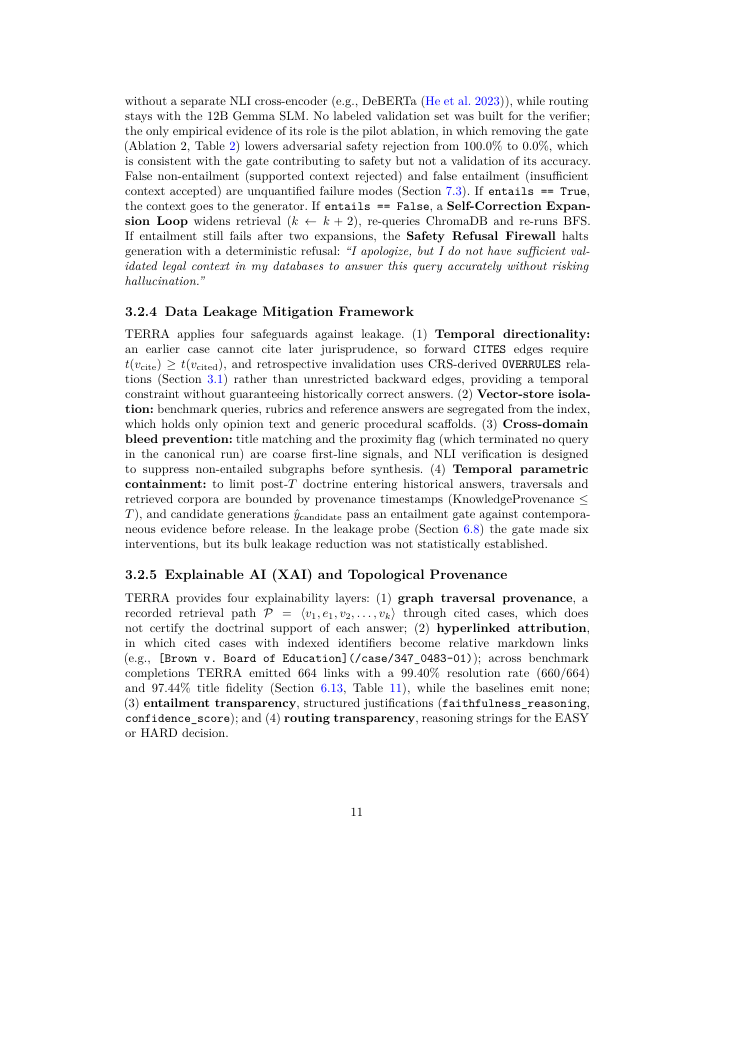 without a separate NLI cross-encoder (e.g., DeBERTa (He et al. 2023)), while routing
stays with the 12B Gemma SLM. No labeled validation set was built for the verifier;
the only empirical evidence of its role is the pilot ablation, in which removing the gate
(Ablation 2, Table 2) lowers adversarial safety rejection from 100.0% to 0.0%, which
is consistent with the gate contributing to safety but not a validation of its accuracy.
False non-entailment (supported context rejected) and false entailment (insufficient
context accepted) are unquantified failure modes (Section 7.3). If entails == True,
the context goes to the generator. If entails == False, a Self-Correction Expan-
sion Loop widens retrieval (k ← k + 2), re-queries ChromaDB and re-runs BFS.
If entailment still fails after two expansions, the Safety Refusal Firewall halts
generation with a deterministic refusal: “I apologize, but I do not have sufficient val-
idated legal context in my databases to answer this query accurately without risking
hallucination.”
3.2.4 Data Leakage Mitigation Framework
TERRA applies four safeguards against leakage. (1) Temporal directionality:
an earlier case cannot cite later jurisprudence, so forward CITES edges require
t(v_cite) ≥ t(v_cited), and retrospective invalidation uses CRS-derived OVERRULES rela-
tions (Section 3.1) rather than unrestricted backward edges, providing a temporal
constraint without guaranteeing historically correct answers. (2) Vector-store isola-
tion: benchmark queries, rubrics and reference answers are segregated from the index,
which holds only opinion text and generic procedural scaffolds. (3) Cross-domain
bleed prevention: title matching and the proximity flag (which terminated no query
in the canonical run) are coarse first-line signals, and NLI verification is designed
to suppress non-entailed subgraphs before synthesis. (4) Temporal parametric
containment: to limit post-T doctrine entering historical answers, traversals and
retrieved corpora are bounded by provenance timestamps (KnowledgeProvenance ≤
T), and candidate generations ŷ_candidate pass an entailment gate against contempora-
neous evidence before release. In the leakage probe (Section 6.8) the gate made six
interventions, but its bulk leakage reduction was not statistically established.
3.2.5 Explainable AI (XAI) and Topological Provenance
TERRA provides four explainability layers: (1) graph traversal provenance, a
recorded retrieval path 𝒫 = ⟨v₁, e₁, v₂, . . . , vₖ⟩ through cited cases, which does
not certify the doctrinal support of each answer; (2) hyperlinked attribution,
in which cited cases with indexed identifiers become relative markdown links
(e.g., [Brown v. Board of Education](/case/347_0483-01)); across benchmark
completions TERRA emitted 664 links with a 99.40% resolution rate (660/664)
and 97.44% title fidelity (Section 6.13, Table 11), while the baselines emit none;
(3) entailment transparency, structured justifications (faithfulness_reasoning,
confidence_score); and (4) routing transparency, reasoning strings for the EASY
or HARD decision.
11